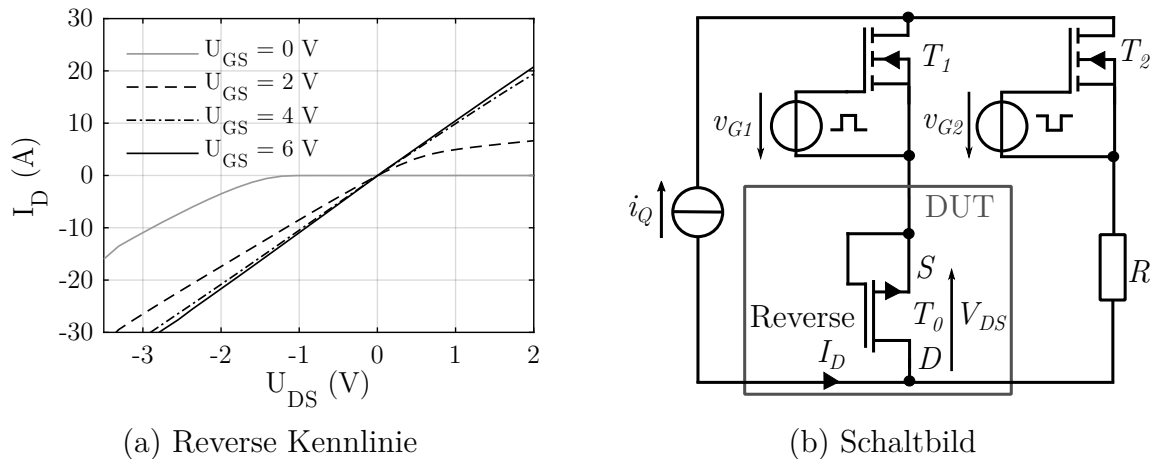 30
20
10
0
-10
-20
-30
I_D (A)
U_GS = 0 V
U_GS = 2 V
U_GS = 4 V
U_GS = 6 V
-3
-2
-1
0
1
2
U_DS (V)
(a) Reverse Kennlinie
T_1
T_2
v_G1
v_G2
i_Q
DUT
S
R
Reverse
T_0
V_DS
I_D
D
(b) Schaltbild